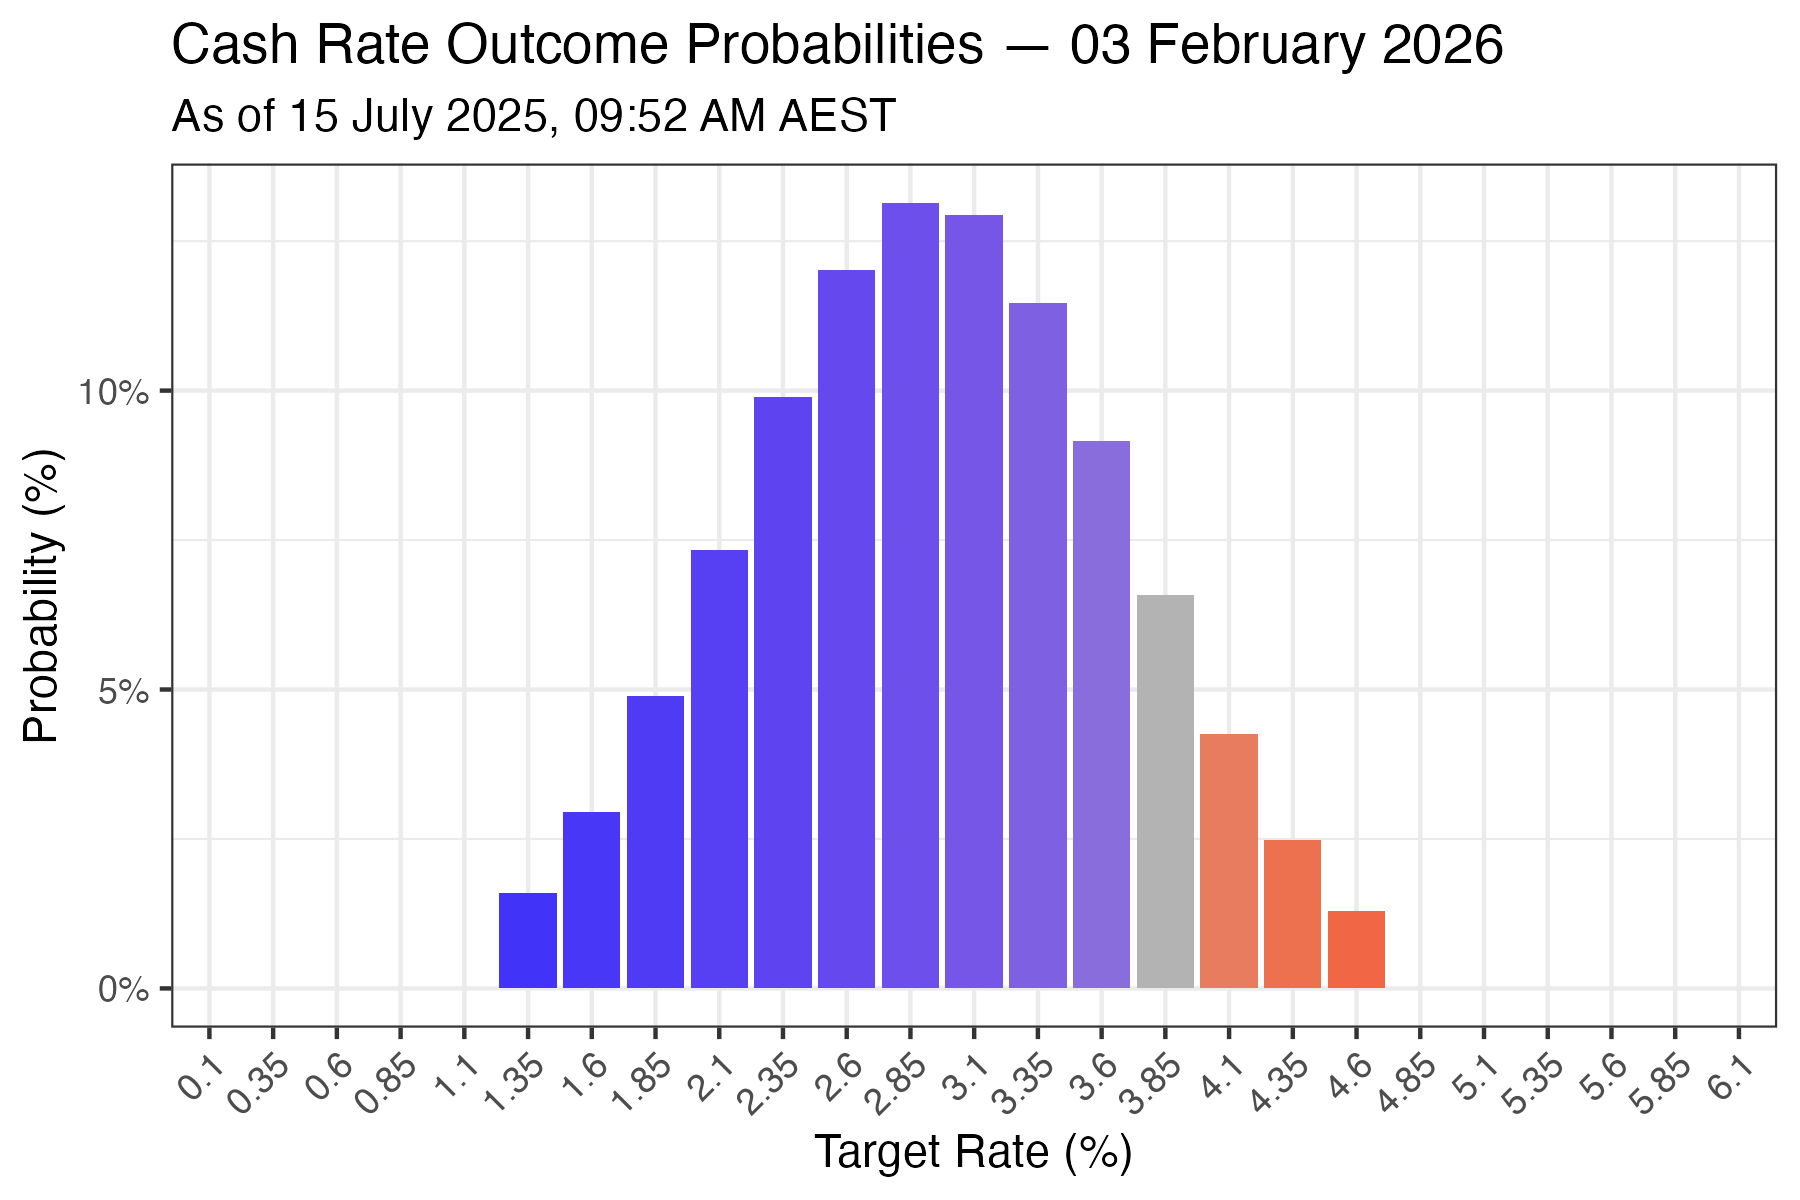 Cash Rate Outcome Probabilities — 03 February 2026
As of 15 July 2025, 09:52 AM AEST
Probability (%)
10%
5%
0%
0.1 0.35 0.6 0.85 1.1 1.35 1.6 1.85 2.1 2.35 2.6 2.85 3.1 3.35 3.6 3.85 4.1 4.35 4.6 4.85 5.1 5.35 5.6 5.85 6.1
Target Rate (%)